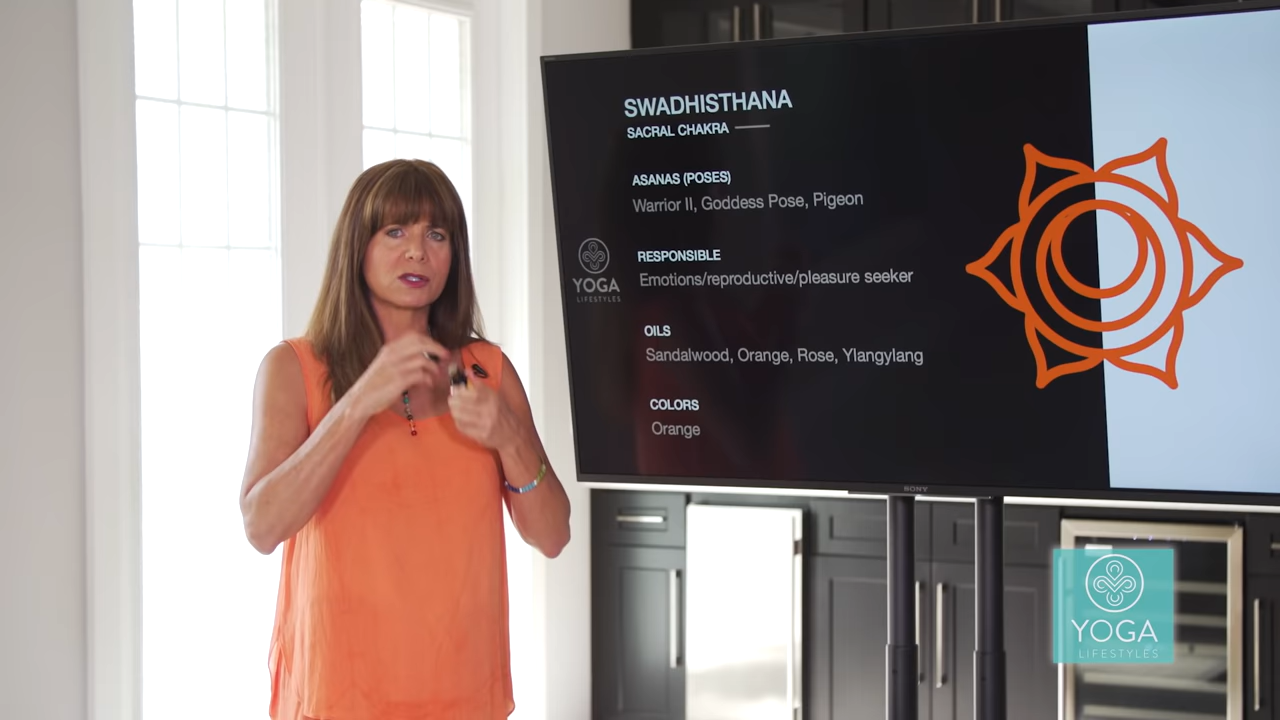 SWADHISTHANA
SACRAL CHAKRA
ASANAS (POSES)
Warrior II, Goddess Pose, Pigeon
RESPONSIBLE
Emotions/reproductive/pleasure seeker
OILS
Sandalwood, Orange, Rose, Ylangylang
COLORS
Orange
YOGA
LIFESTYLES
SONY
YOGA
LIFESTYLES